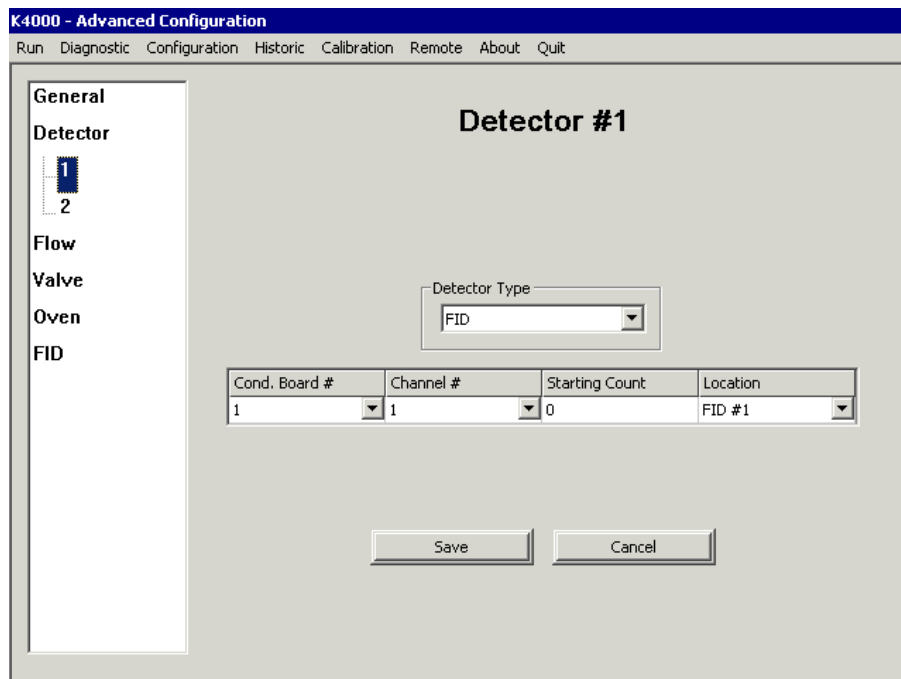 K4000 - Advanced Configuration
Run Diagnostic Configuration Historic Calibration Remote About Quit
General
Detector
1
2
Flow
Valve
Oven
FID
Detector #1
Detector Type
FID
Cond. Board # Channel # Starting Count Location
1 1 0 FID #1
Save Cancel